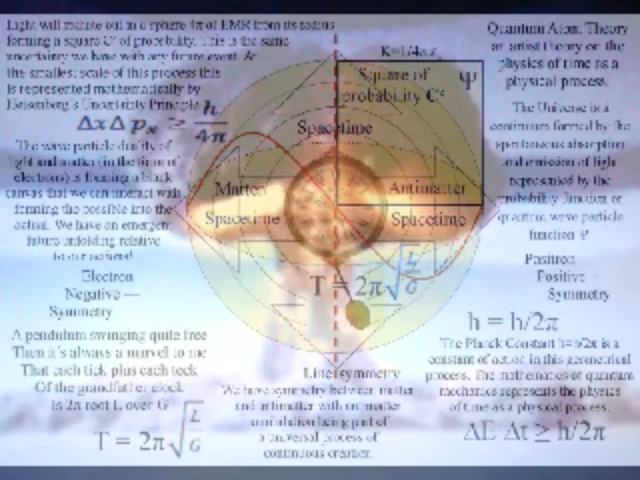 Light will radiate out in a sphere 4π of EMR from its radius
forming a square C² of probability. This is the same
uncertainty we have with any future event. At
the smallest scale of this process this
is represented mathematically by
Heisenberg's Uncertainty Principle
Δx Δpₓ ≥ h/4π
The wave particle duality of
light and matter (in the form of
electrons) is forming a blank
canvas that we can interact with
forming the possible into the
actual. We have an emergent
future unfolding relative
to our actions!
Electron
Negative —
Symmetry
A pendulum swinging quite free
Then it's always a marvel to me
That each tick plus each tock
Of the grandfather clock
Is 2π root L over G
T = 2π√L/G
Square of
probability C²
Ψ
Spacetime
Matter
Antimatter
Spacetime
Spacetime
T = 2π√L/G
Line symmetry
We have symmetry between matter
and antimatter with antimatter
annihilation being part of
a universal process of
continuous creation.
Quantum Atom Theory
an artist theory on the
physics of time as a
physical process.
The Universe is a
continuum formed by the
spontaneous absorption
and emission of light
represented by the
probability function or
quantum wave particle
function Ψ
Positron
Positive
Symmetry
ħ = h/2π
The Planck Constant ħ=h/2π is a
constant of action in this geometrical
process. The mathematics of quantum
mechanics represents the physics
of time as a physical process.
ΔE Δt ≥ h/2π